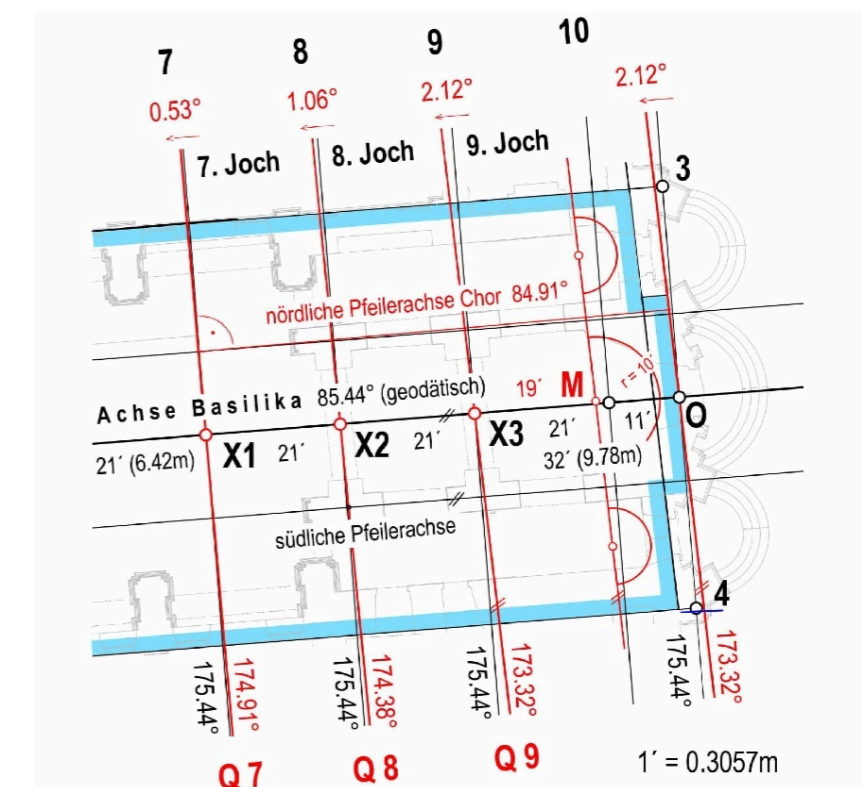 7 8 9 10
0.53° 1.06° 2.12° 2.12°
7. Joch 8. Joch 9. Joch
3
nördliche Pfeilerachse Chor 84.91°
r = 10´
Achse Basilika 85.44° (geodätisch) 19´ M
21´ (6.42m) X1 21´ X2 21´ X3 21´ 11´ O
32´ (9.78m)
südliche Pfeilerachse
4
175.44° 174.91° 175.44° 174.38° 175.44° 173.32° 175.44° 173.32°
Q 7 Q 8 Q 9
1´ = 0.3057m